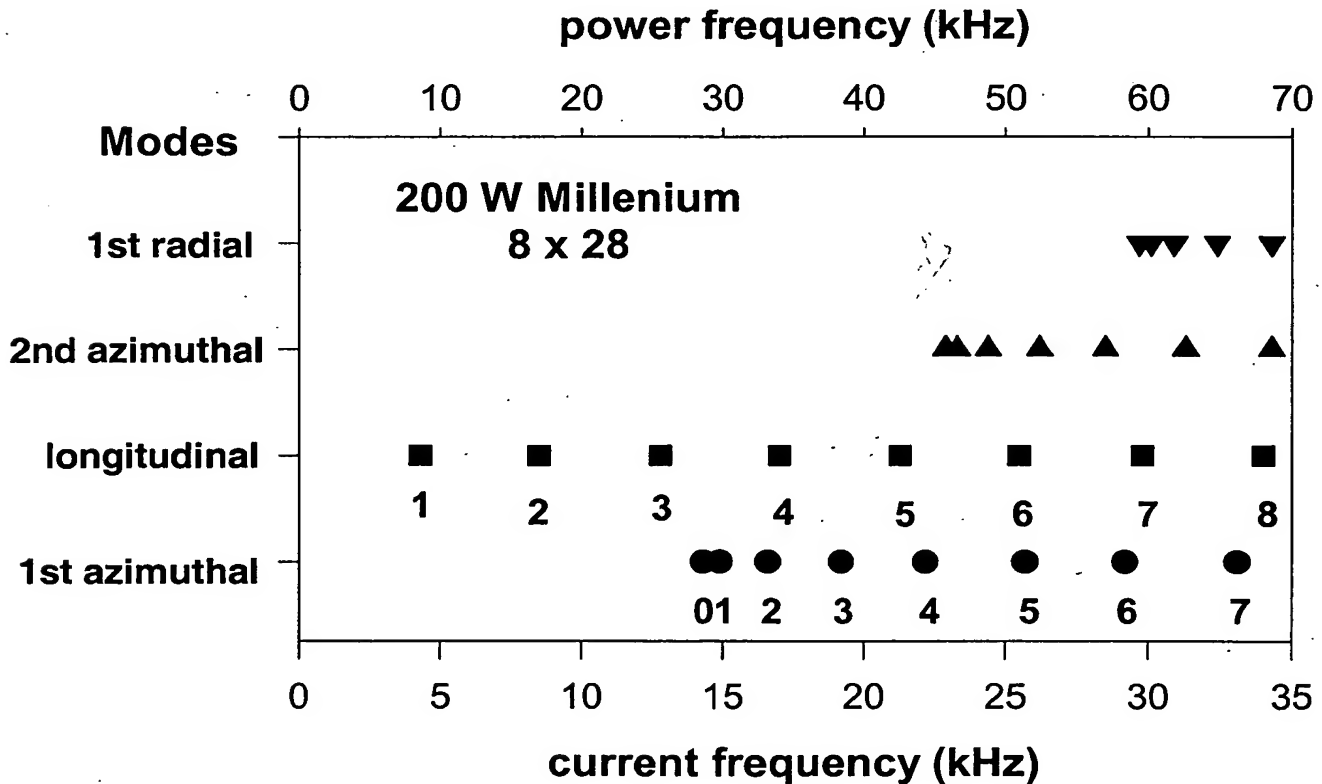 power frequency (kHz)
0 10 20 30 40 50 60 70
Modes
200 W Millenium
8 x 28
1st radial
2nd azimuthal
longitudinal
1 2 3 4 5 6 7 8
1st azimuthal
01 2 3 4 5 6 7
0 5 10 15 20 25 30 35
current frequency (kHz)